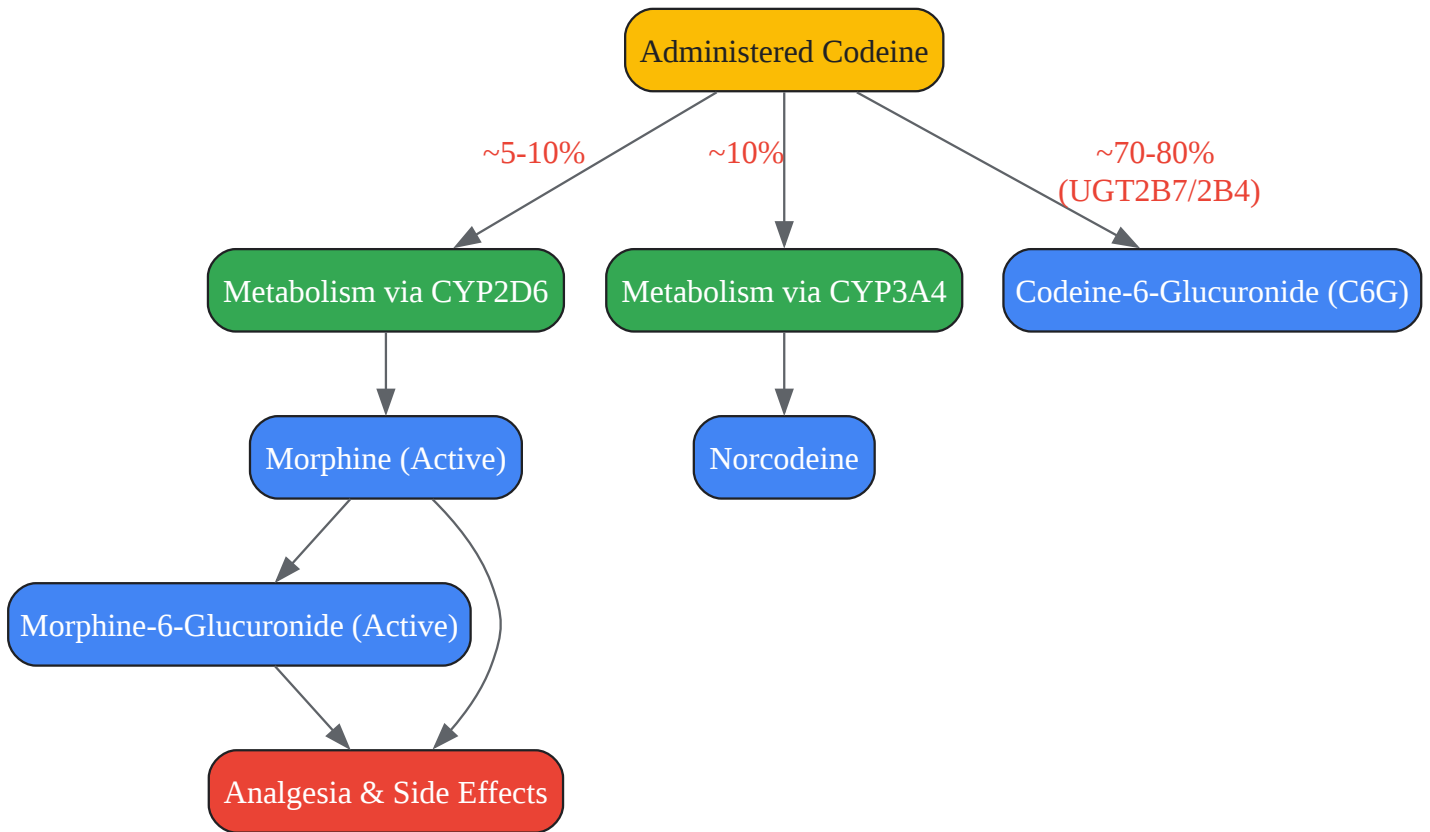 Administered Codeine
~5-10%
~10%
~70-80%
(UGT2B7/2B4)
Metabolism via CYP2D6
Metabolism via CYP3A4
Codeine-6-Glucuronide (C6G)
Morphine (Active)
Norcodeine
Morphine-6-Glucuronide (Active)
Analgesia & Side Effects